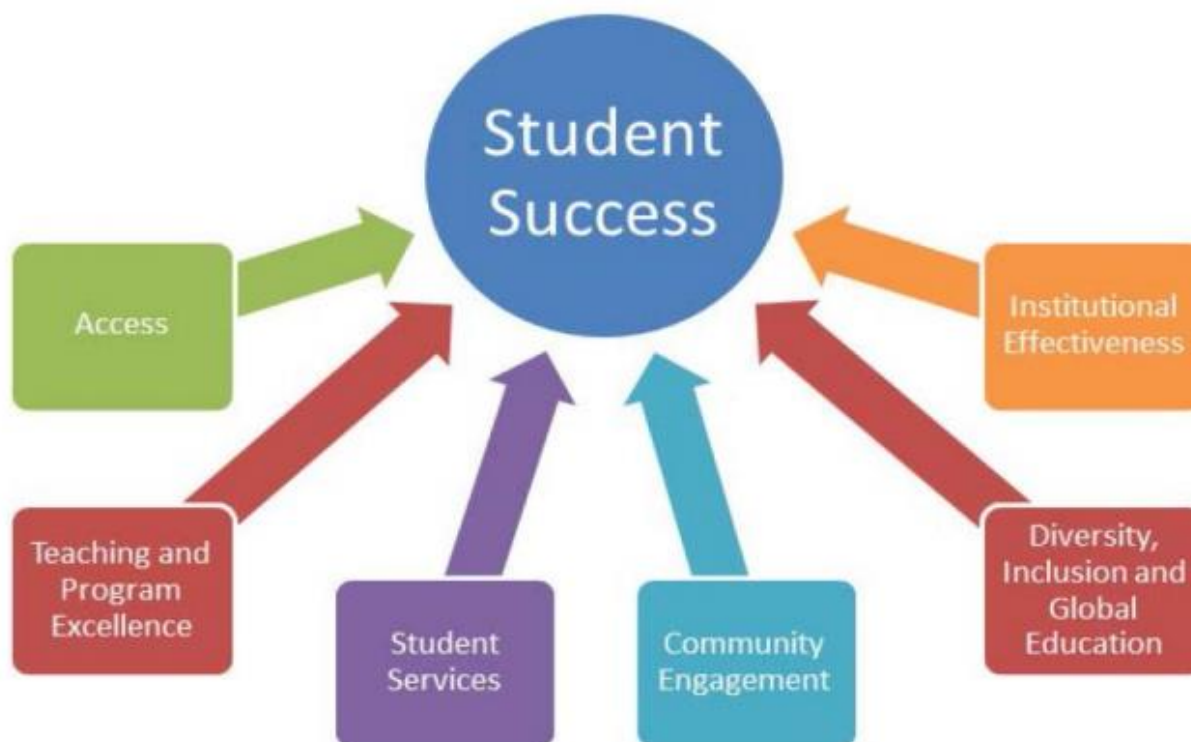 Student
Success
Access
Institutional
Effectiveness
Teaching and
Program
Excellence
Student
Services
Community
Engagement
Diversity,
Inclusion and
Global
Education